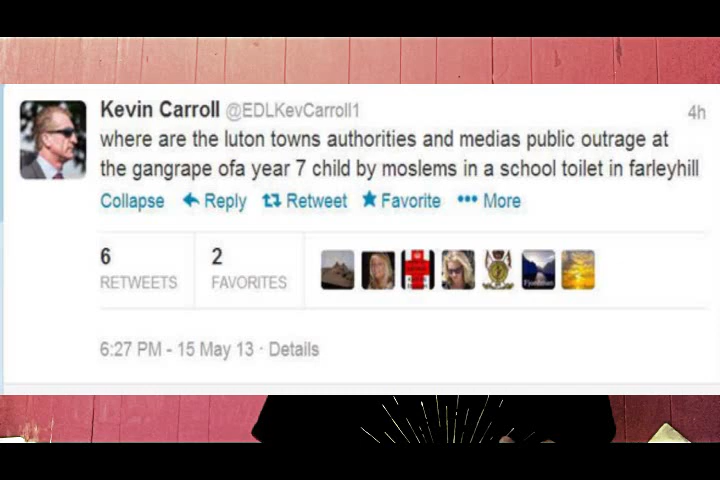 Kevin Carroll @EDLKevCarroll1 4h
where are the luton towns authorities and medias public outrage at
the gangrape ofa year 7 child by moslems in a school toilet in farleyhill
Collapse Reply Retweet Favorite More
6 2
RETWEETS FAVORITES
6:27 PM - 15 May 13 · Details